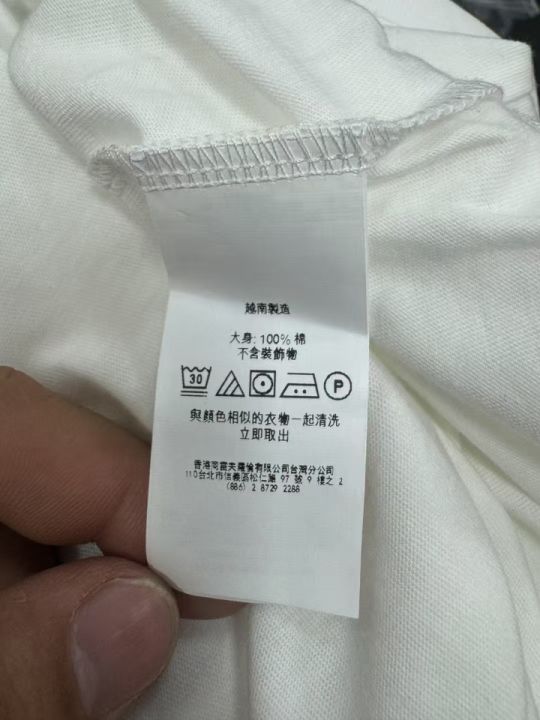 越南製造
大身: 100% 棉
不含裝飾物
30
P
與顏色相似的衣物一起清洗
立即取出
香港商雷夫羅倫有限公司台灣分公司
110台北市信義區松仁路 97 號 9 樓之 2
(886) 2 8729 2288